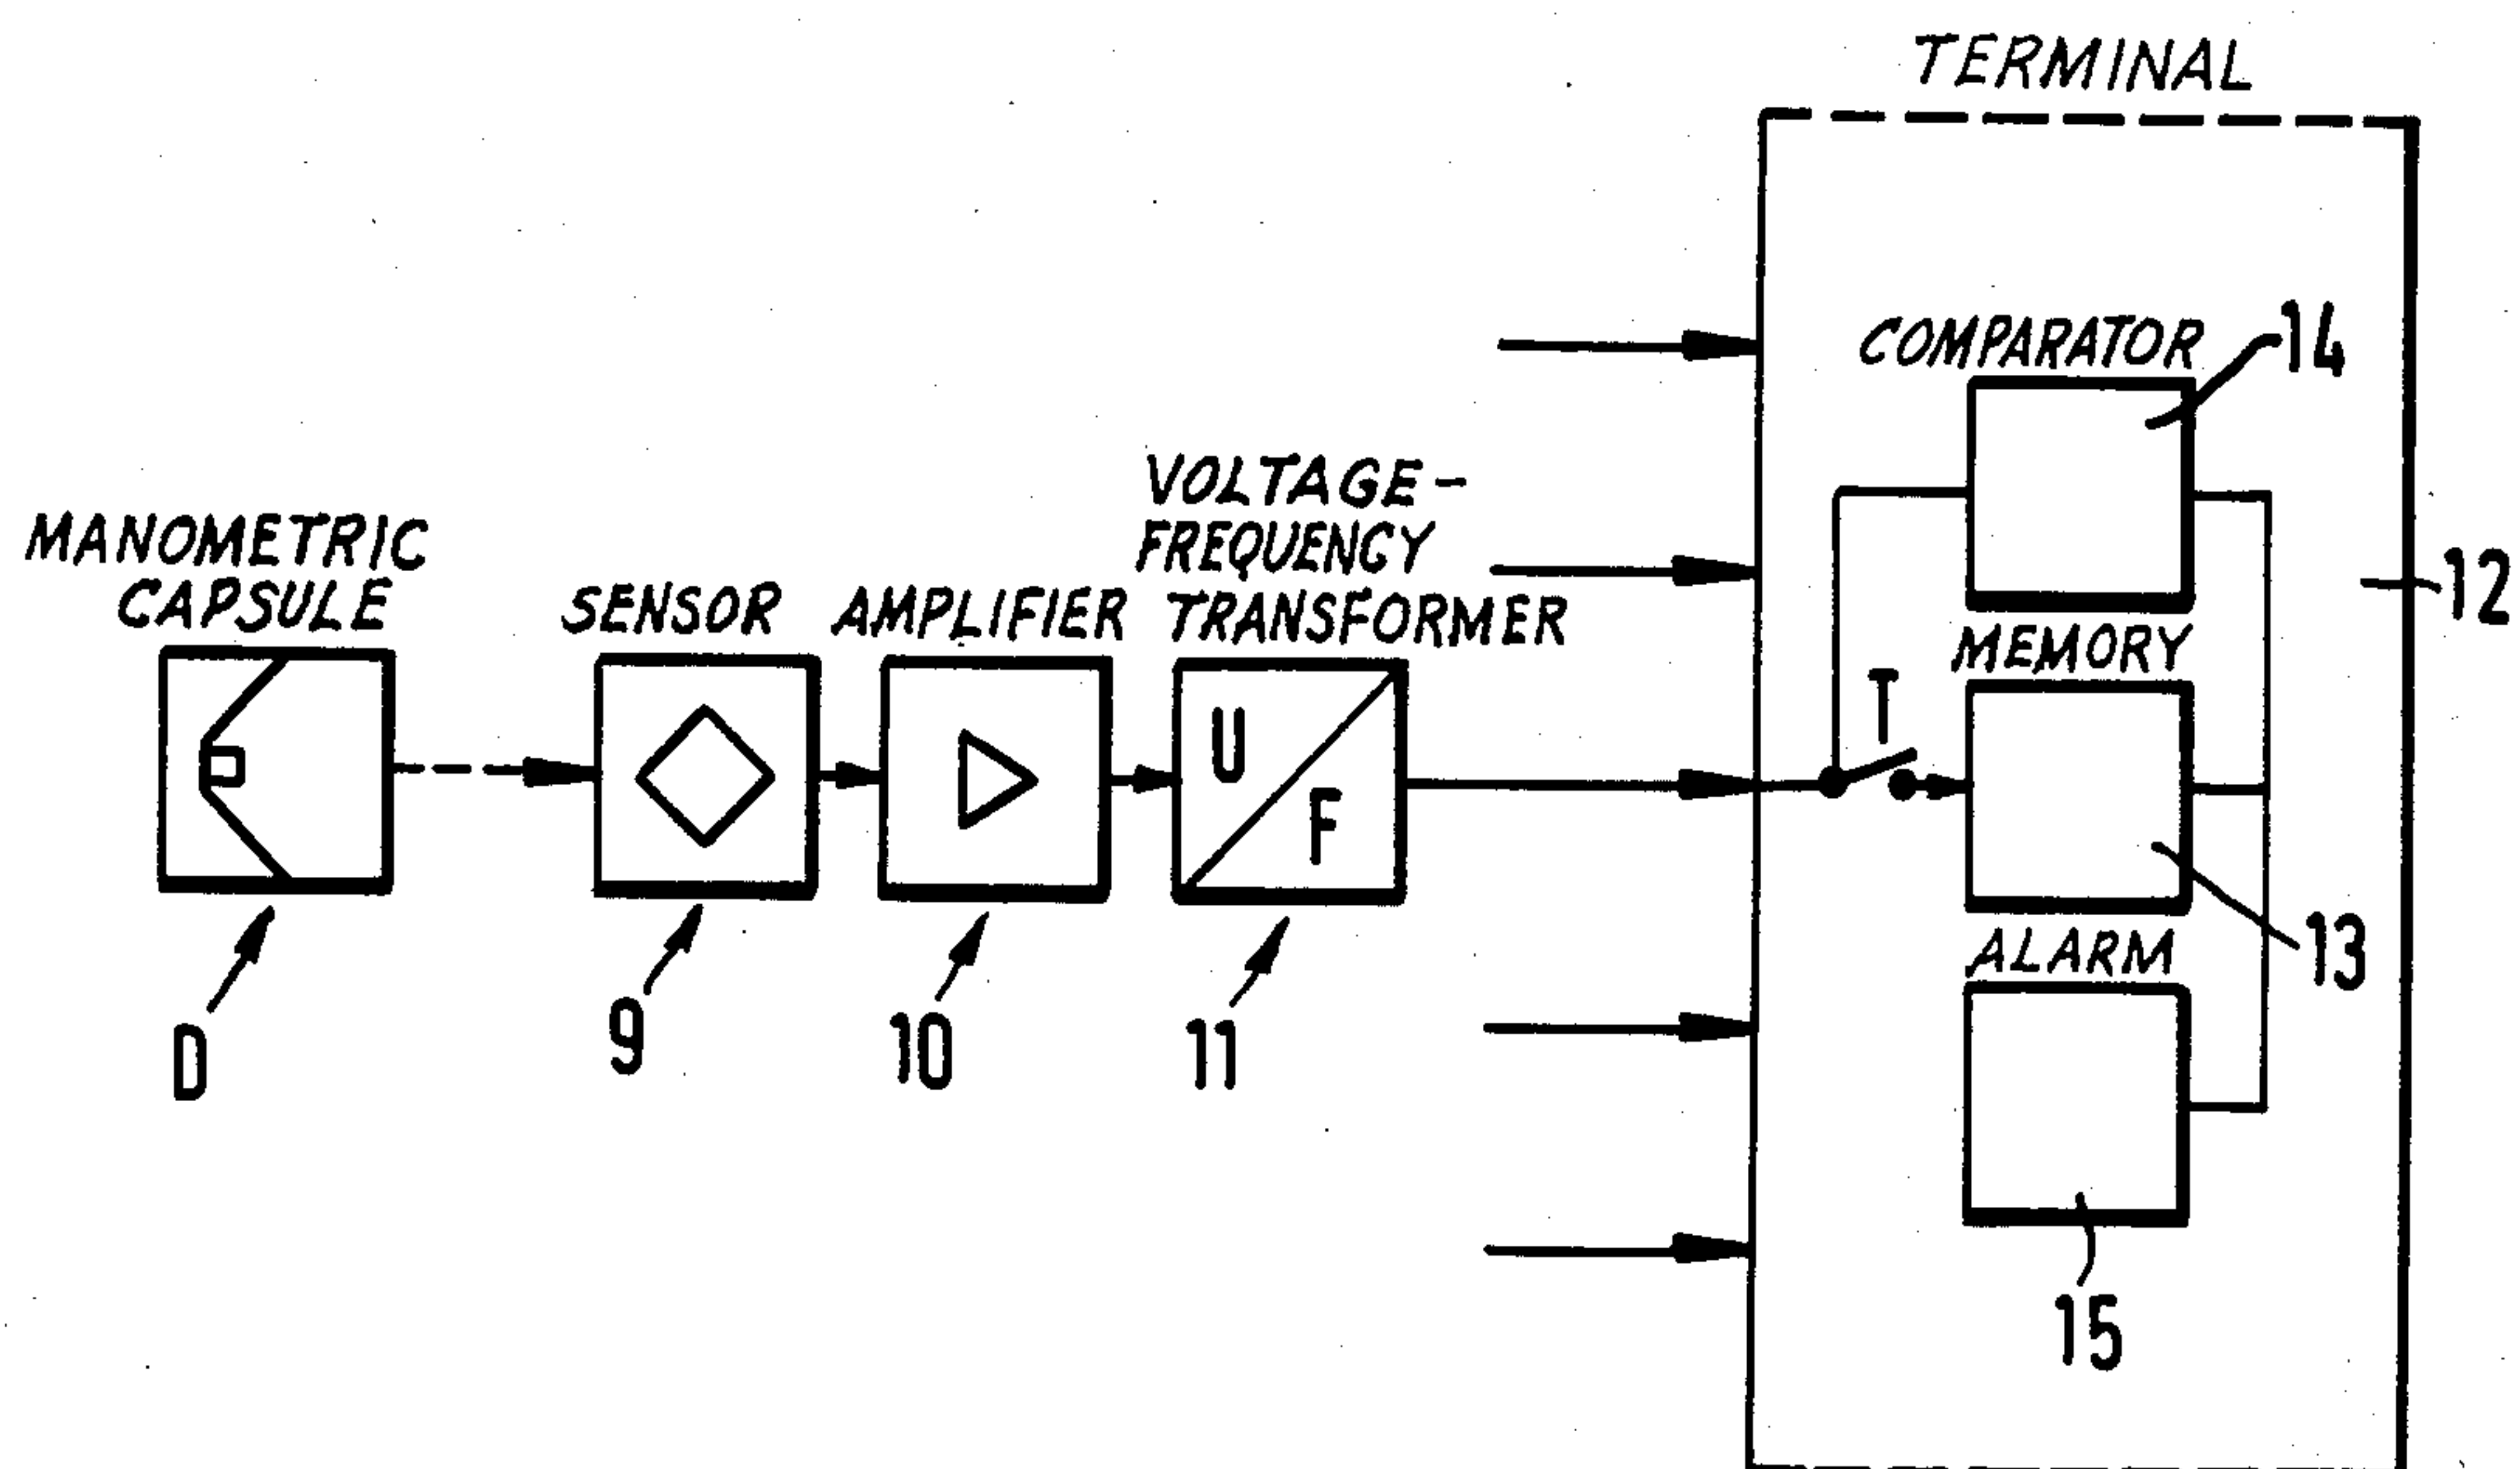 TERMINAL
COMPARATOR
14
VOLTAGE-
FREQUENCY
TRANSFORMER
MANOMETRIC
CAPSULE
SENSOR
AMPLIFIER
12
MEMORY
T
U
F
13
ALARM
D
9
10
11
15